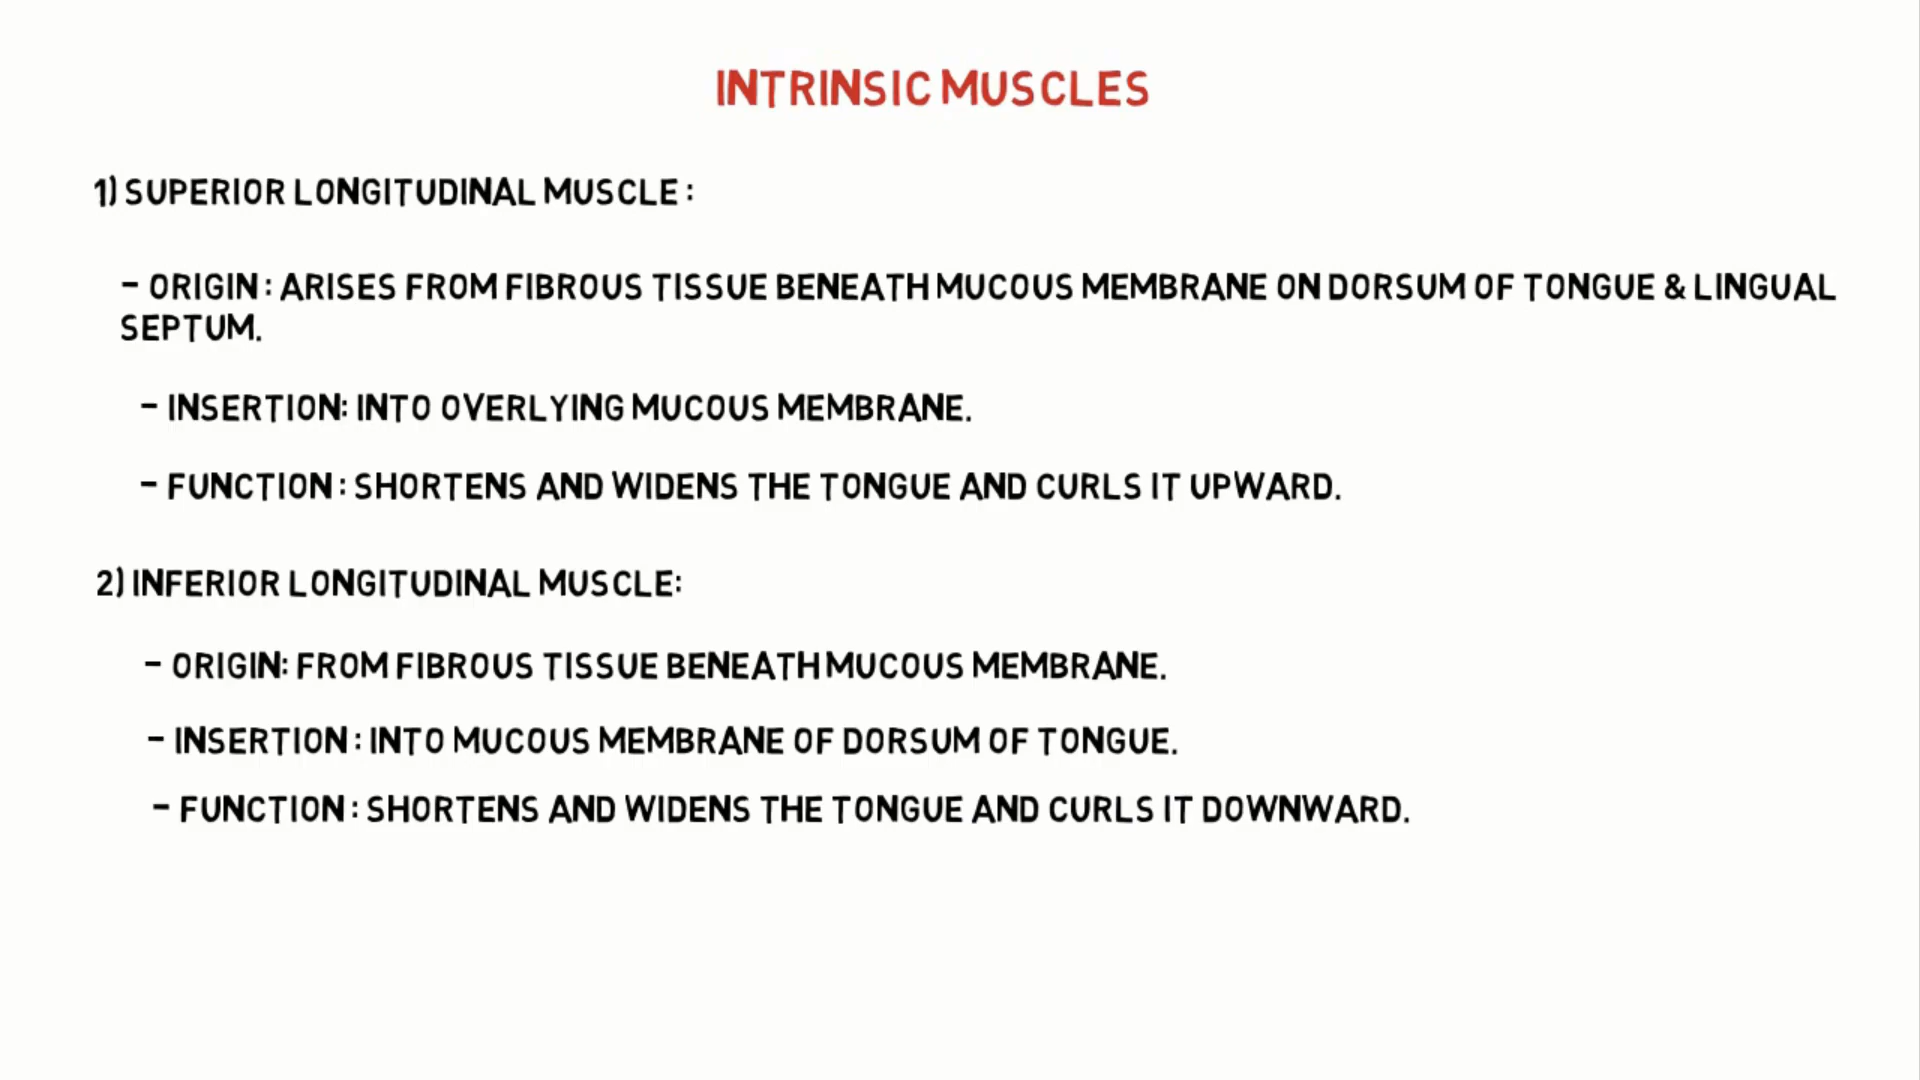 INTRINSIC MUSCLES
1) SUPERIOR LONGITUDINAL MUSCLE :
- ORIGIN : ARISES FROM FIBROUS TISSUE BENEATH MUCOUS MEMBRANE ON DORSUM OF TONGUE & LINGUAL
SEPTUM.
- INSERTION: INTO OVERLYING MUCOUS MEMBRANE.
- FUNCTION : SHORTENS AND WIDENS THE TONGUE AND CURLS IT UPWARD.
2) INFERIOR LONGITUDINAL MUSCLE:
- ORIGIN: FROM FIBROUS TISSUE BENEATH MUCOUS MEMBRANE.
- INSERTION : INTO MUCOUS MEMBRANE OF DORSUM OF TONGUE.
- FUNCTION : SHORTENS AND WIDENS THE TONGUE AND CURLS IT DOWNWARD.